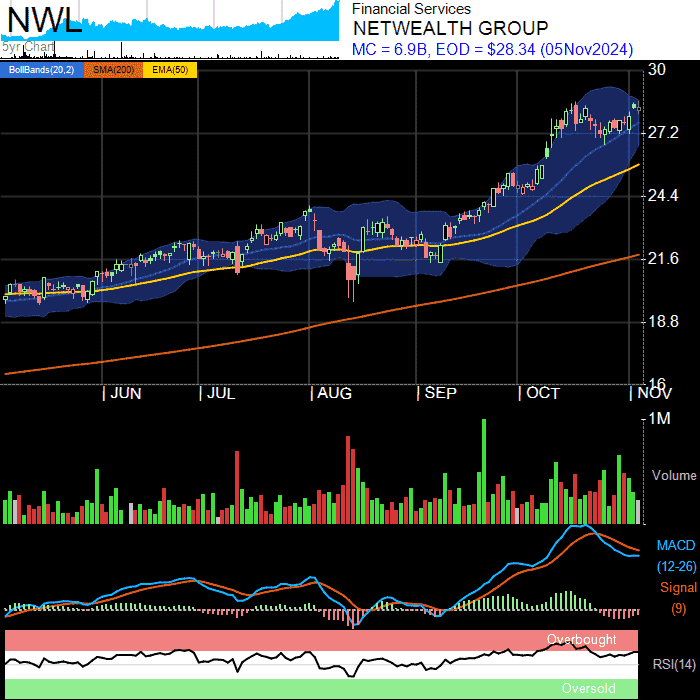 NWL
5yr Chart
Financial Services
NETWEALTH GROUP
MC = 6.9B, EOD = $28.34 (05Nov2024)
BollBands(20,2) SMA(200) EMA(50)
30
27.2
24.4
21.6
18.8
16
| JUN | JUL | AUG | SEP | OCT | NOV
1M
Volume
MACD
(12-26)
Signal
(9)
Overbought
RSI(14)
Oversold